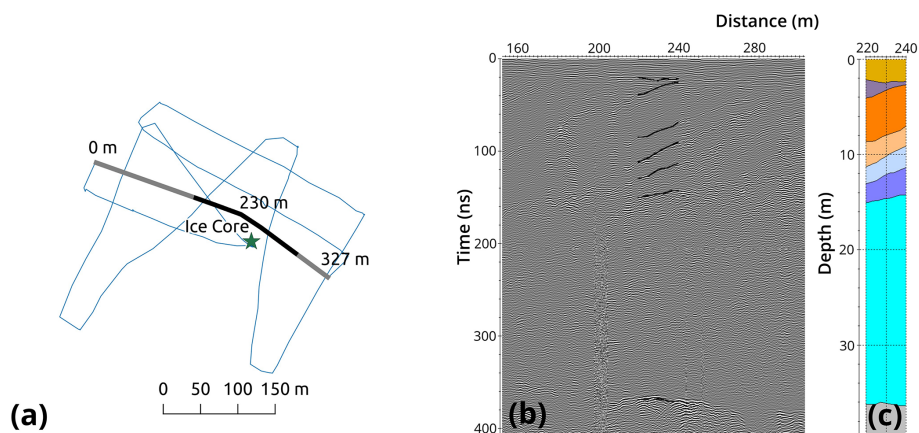 0 m
230 m
Ice Core
327 m
0 50 100 150 m
(a)
Distance (m)
160 200 240 280
0
100
200
300
400
Time (ns)
(b)
220 240
0
10
20
30
Depth (m)
(c)